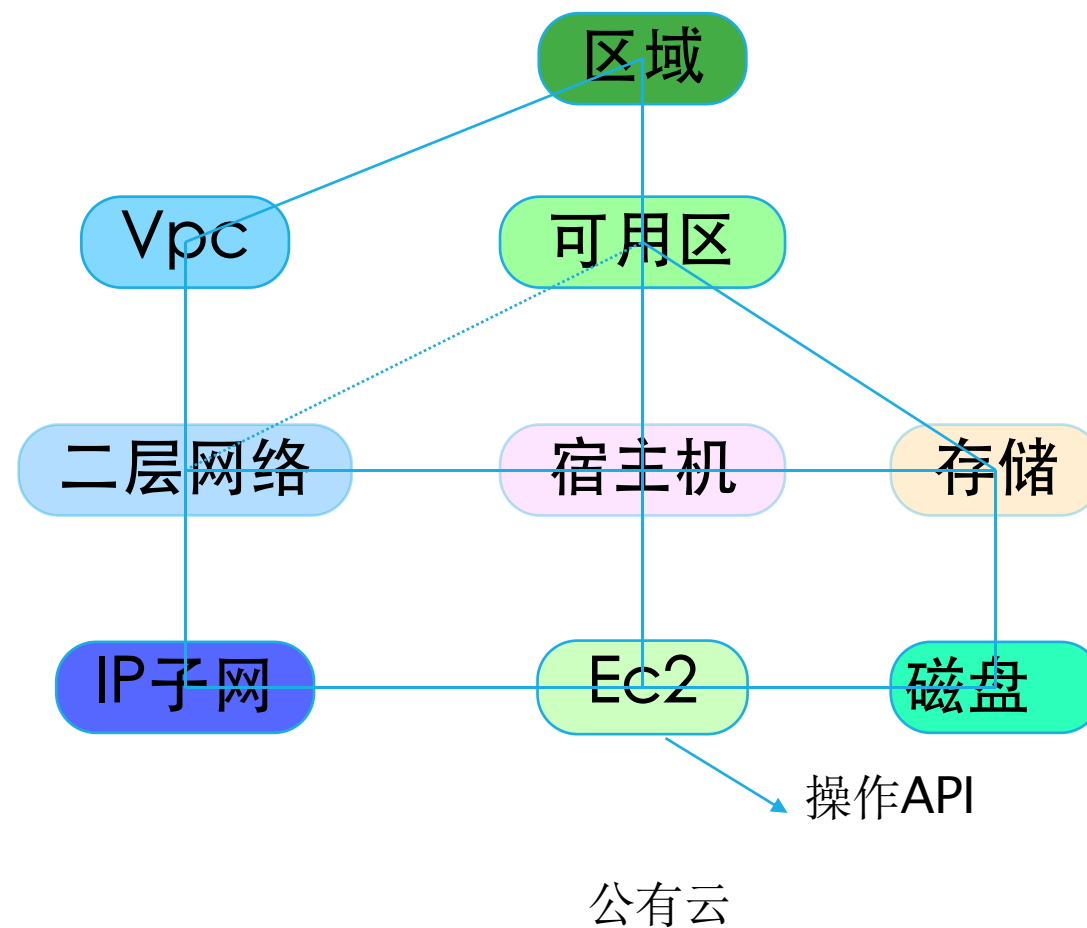 区域
Vpc
可用区
二层网络
宿主机
存储
IP子网
Ec2
磁盘
操作API
公有云